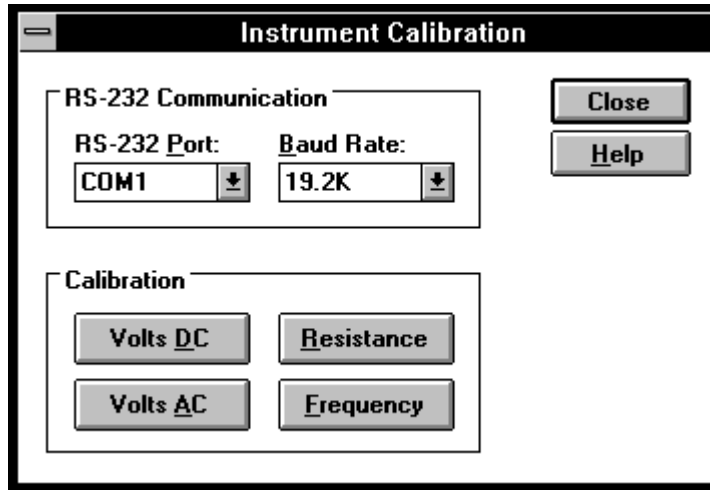 Instrument Calibration
RS-232 Communication
RS-232 Port:
Baud Rate:
COM1
19.2K
Close
Help
Calibration
Volts DC
Resistance
Volts AC
Frequency